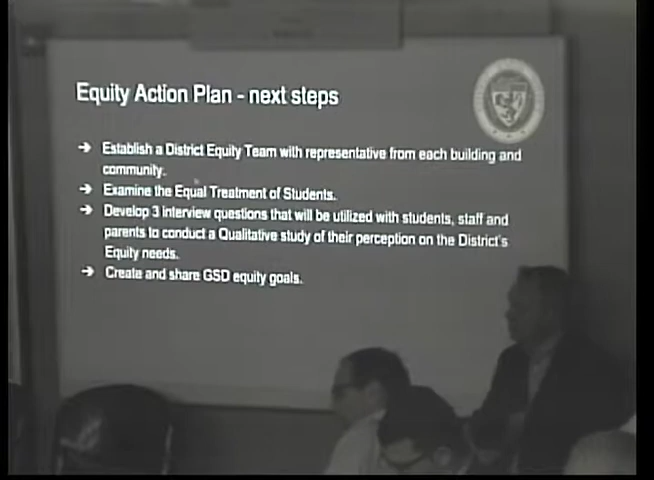 Equity Action Plan - next steps
➔ Establish a District Equity Team with representative from each building and
community.
➔ Examine the Equal Treatment of Students.
➔ Develop 3 interview questions that will be utilized with students, staff and
parents to conduct a Qualitative study of their perception on the District's
Equity needs.
➔ Create and share GSD equity goals.